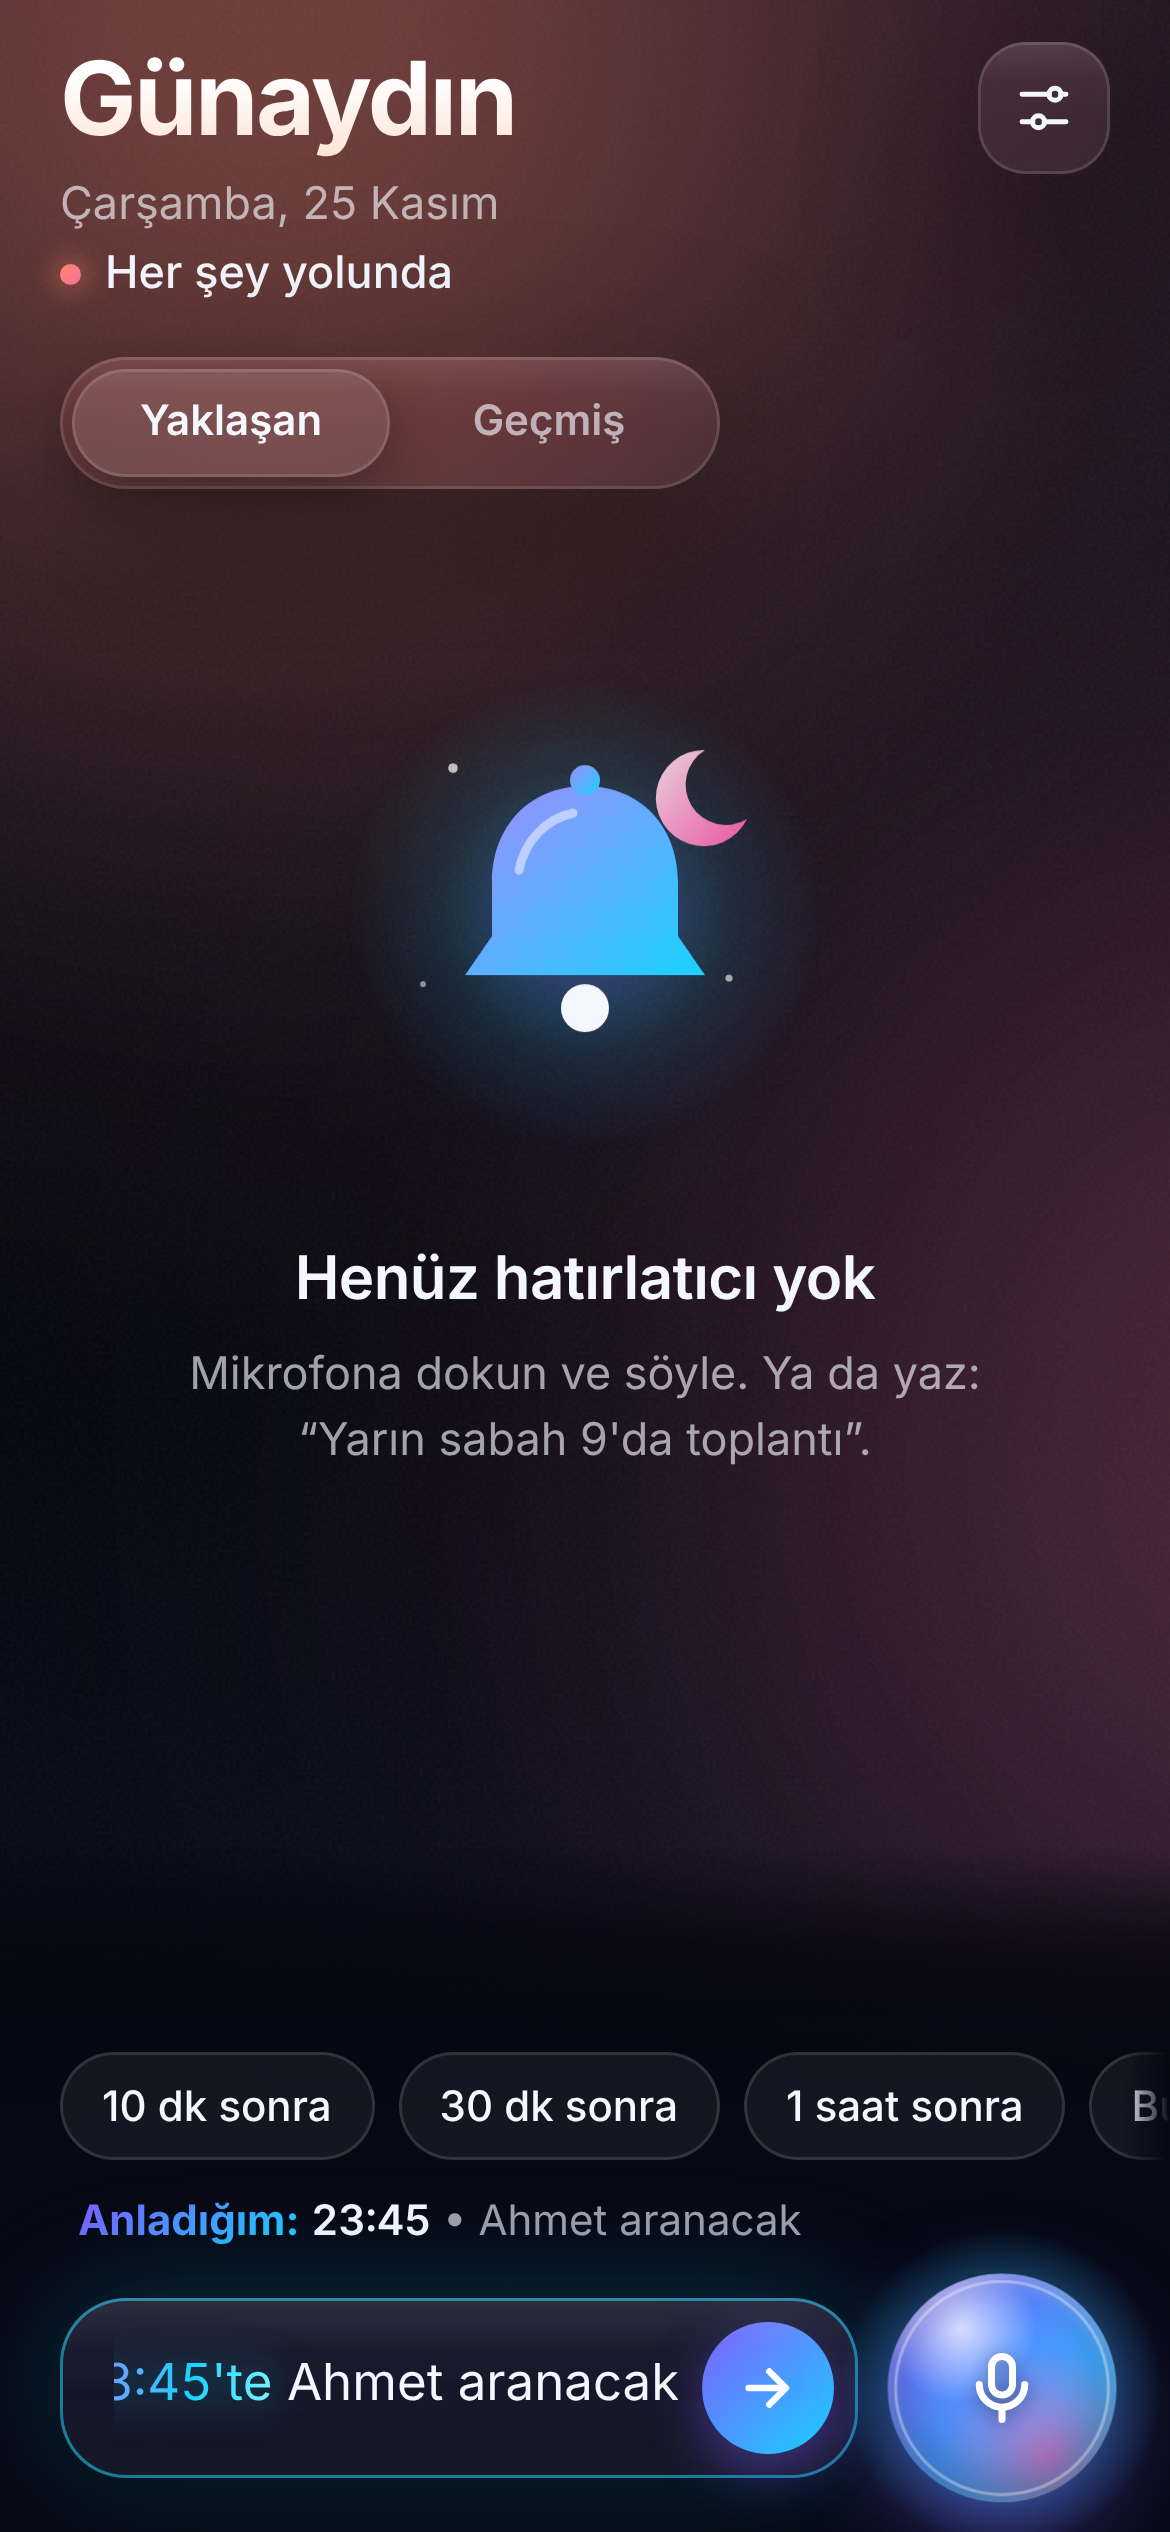 Günaydın
Çarşamba, 25 Kasım
Her şey yolunda
Yaklaşan Geçmiş
Henüz hatırlatıcı yok
Mikrofona dokun ve söyle. Ya da yaz:
“Yarın sabah 9'da toplantı”.
10 dk sonra 30 dk sonra 1 saat sonra
Anladığım: 23:45 • Ahmet aranacak
3:45'te Ahmet aranacak